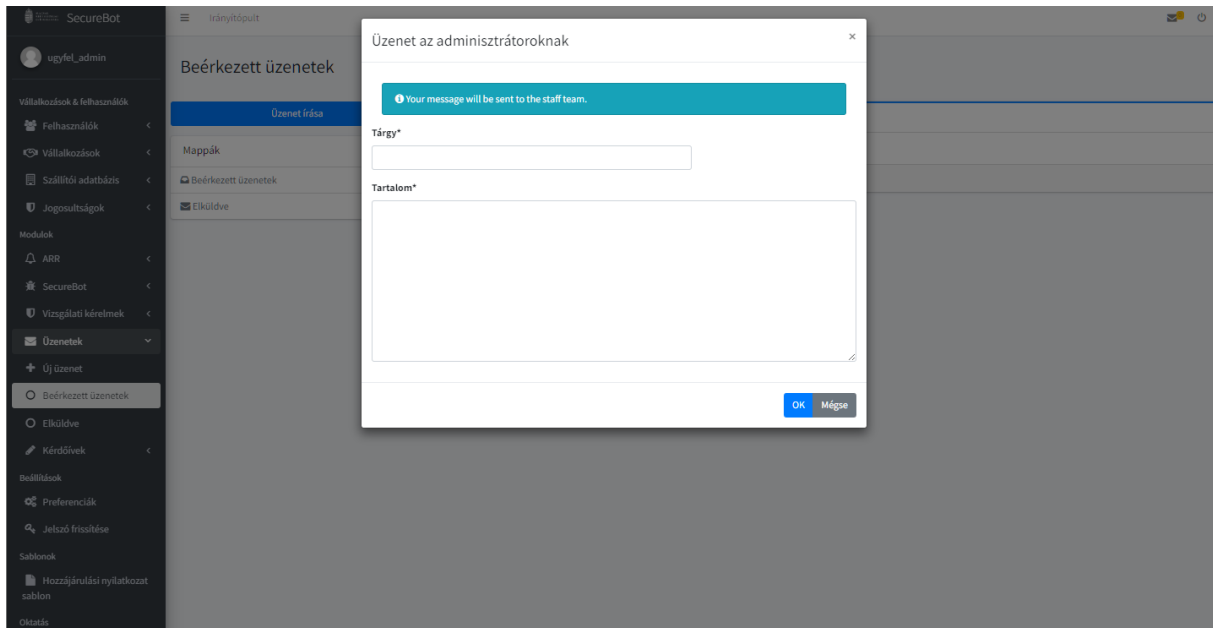 SecureBot
Irányítópult
ugyfel_admin
Vállalkozások & felhasználók
Felhasználók
Vállalkozások
Szállítói adatbázis
Jogosultságok
Modulok
ARR
SecureBot
Vizsgálati kérelmek
Üzenetek
Új üzenet
Beérkezett üzenetek
Elküldve
Kérdőívek
Beállítások
Preferenciák
Jelszó frissítése
Sablonok
Hozzájárulási nyilatkozat
sablon
Oktatás
Beérkezett üzenetek
Üzenet írása
Mappák
Beérkezett üzenetek
Elküldve
Üzenet az adminisztrátoroknak
×
Your message will be sent to the staff team.
Tárgy*
Tartalom*
OK Mégse